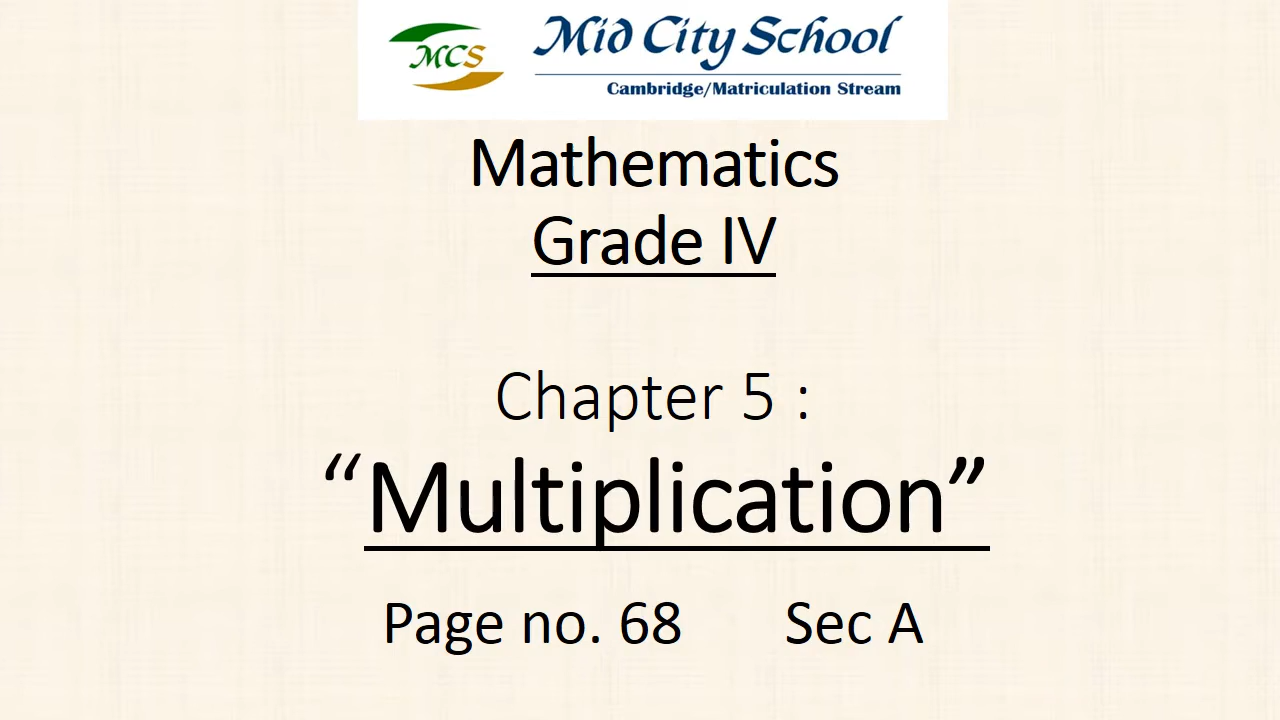 MCS
Mid City School
Cambridge/Matriculation Stream
Mathematics
Grade IV
Chapter 5 :
“Multiplication”
Page no. 68 Sec A